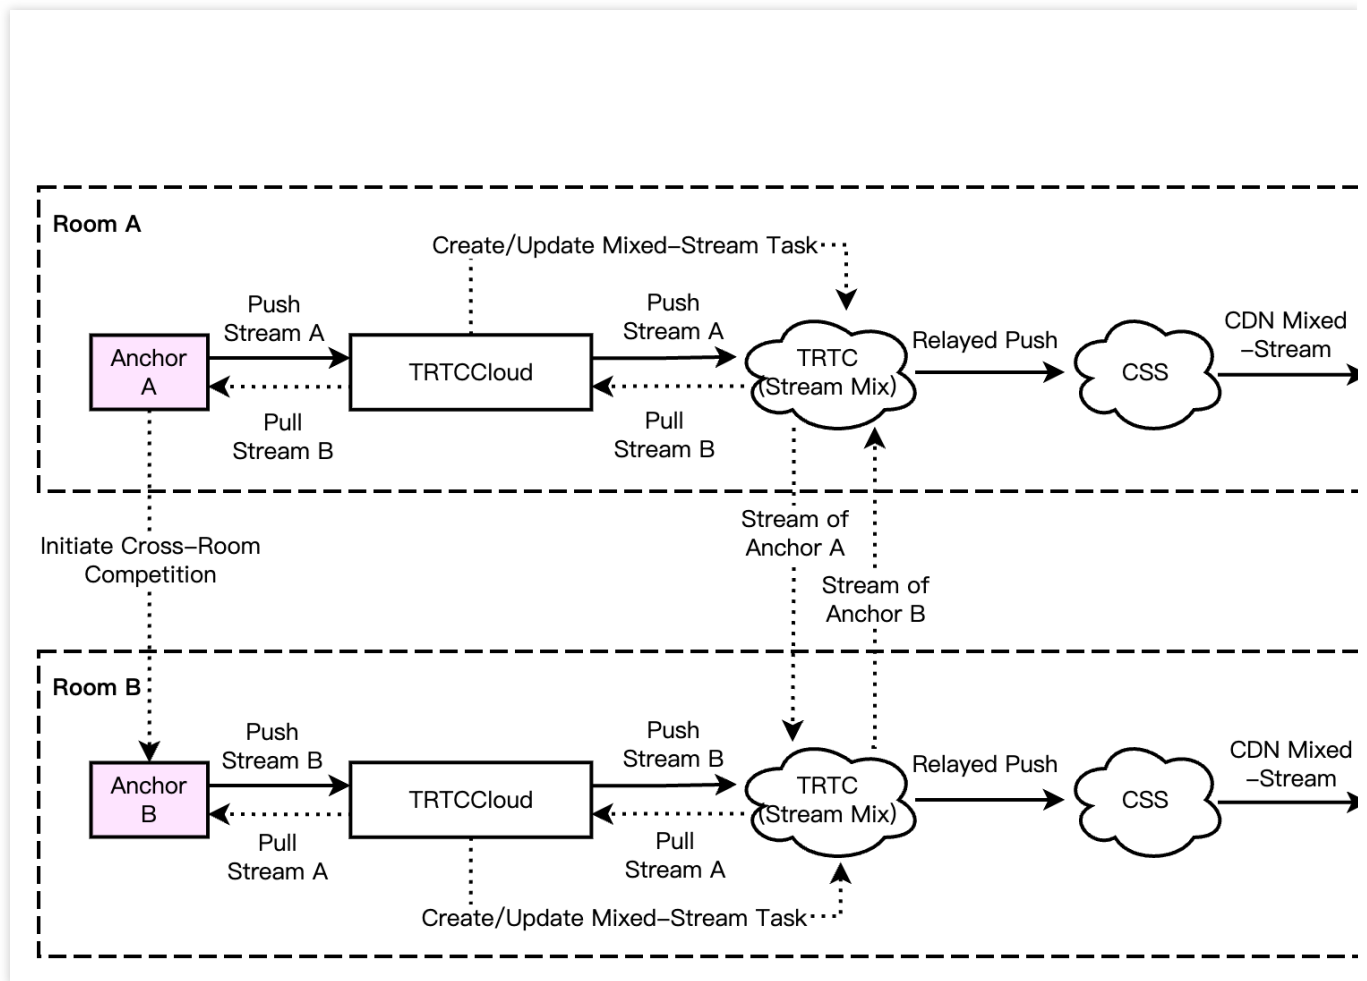 Room A
Create/Update Mixed–Stream Task
Push
Stream A
Push
Stream A
Anchor
A
TRTCCloud
TRTC
(Stream Mix)
Relayed Push
CSS
CDN Mixed
–Stream
Pull
Stream B
Pull
Stream B
Initiate Cross–Room
Competition
Stream of
Anchor A
Stream of
Anchor B
Room B
Push
Stream B
Push
Stream B
Anchor
B
TRTCCloud
TRTC
(Stream Mix)
Relayed Push
CSS
CDN Mixed
–Stream
Pull
Stream A
Pull
Stream A
Create/Update Mixed–Stream Task